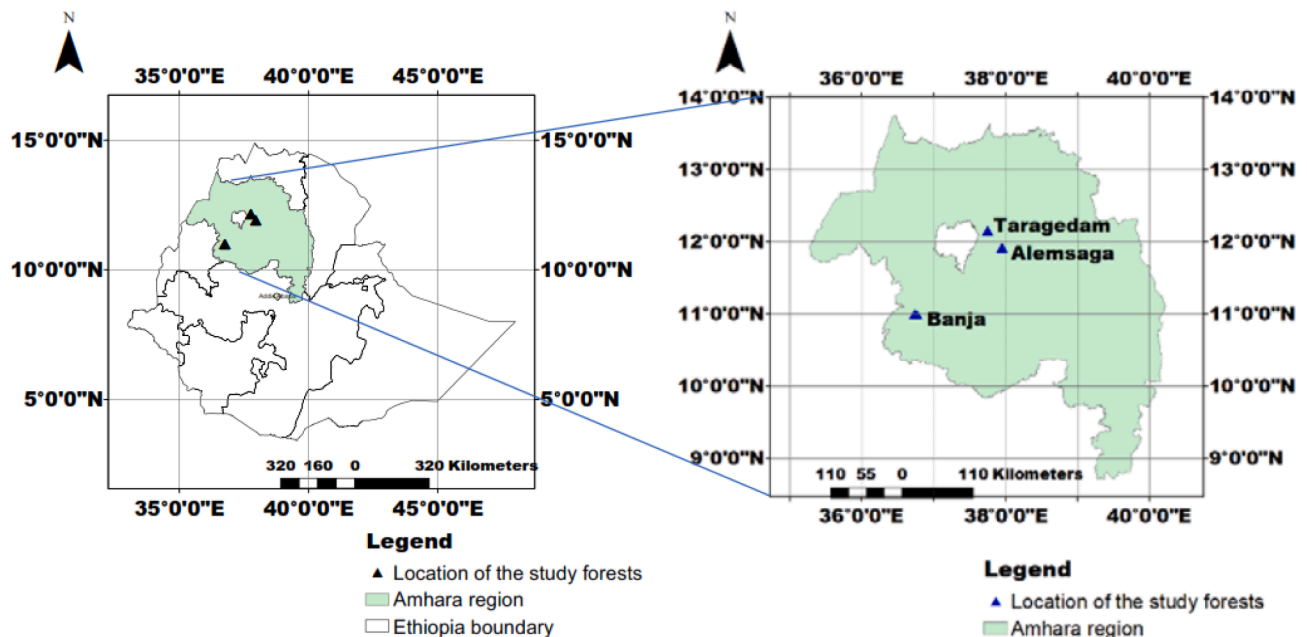 N
35°0'0"E 40°0'0"E 45°0'0"E
15°0'0"N 15°0'0"N
10°0'0"N 10°0'0"N
5°0'0"N 5°0'0"N
320 160 0 320 Kilometers
35°0'0"E 40°0'0"E 45°0'0"E
Legend
Location of the study forests
Amhara region
Ethiopia boundary
N
36°0'0"E 38°0'0"E 40°0'0"E
14°0'0"N 14°0'0"N
13°0'0"N 13°0'0"N
Taragedam
12°0'0"N 12°0'0"N
Alemsaga
11°0'0"N Banja 11°0'0"N
10°0'0"N 10°0'0"N
9°0'0"N 9°0'0"N
110 55 0 110 Kilometers
36°0'0"E 38°0'0"E 40°0'0"E
Legend
Location of the study forests
Amhara region